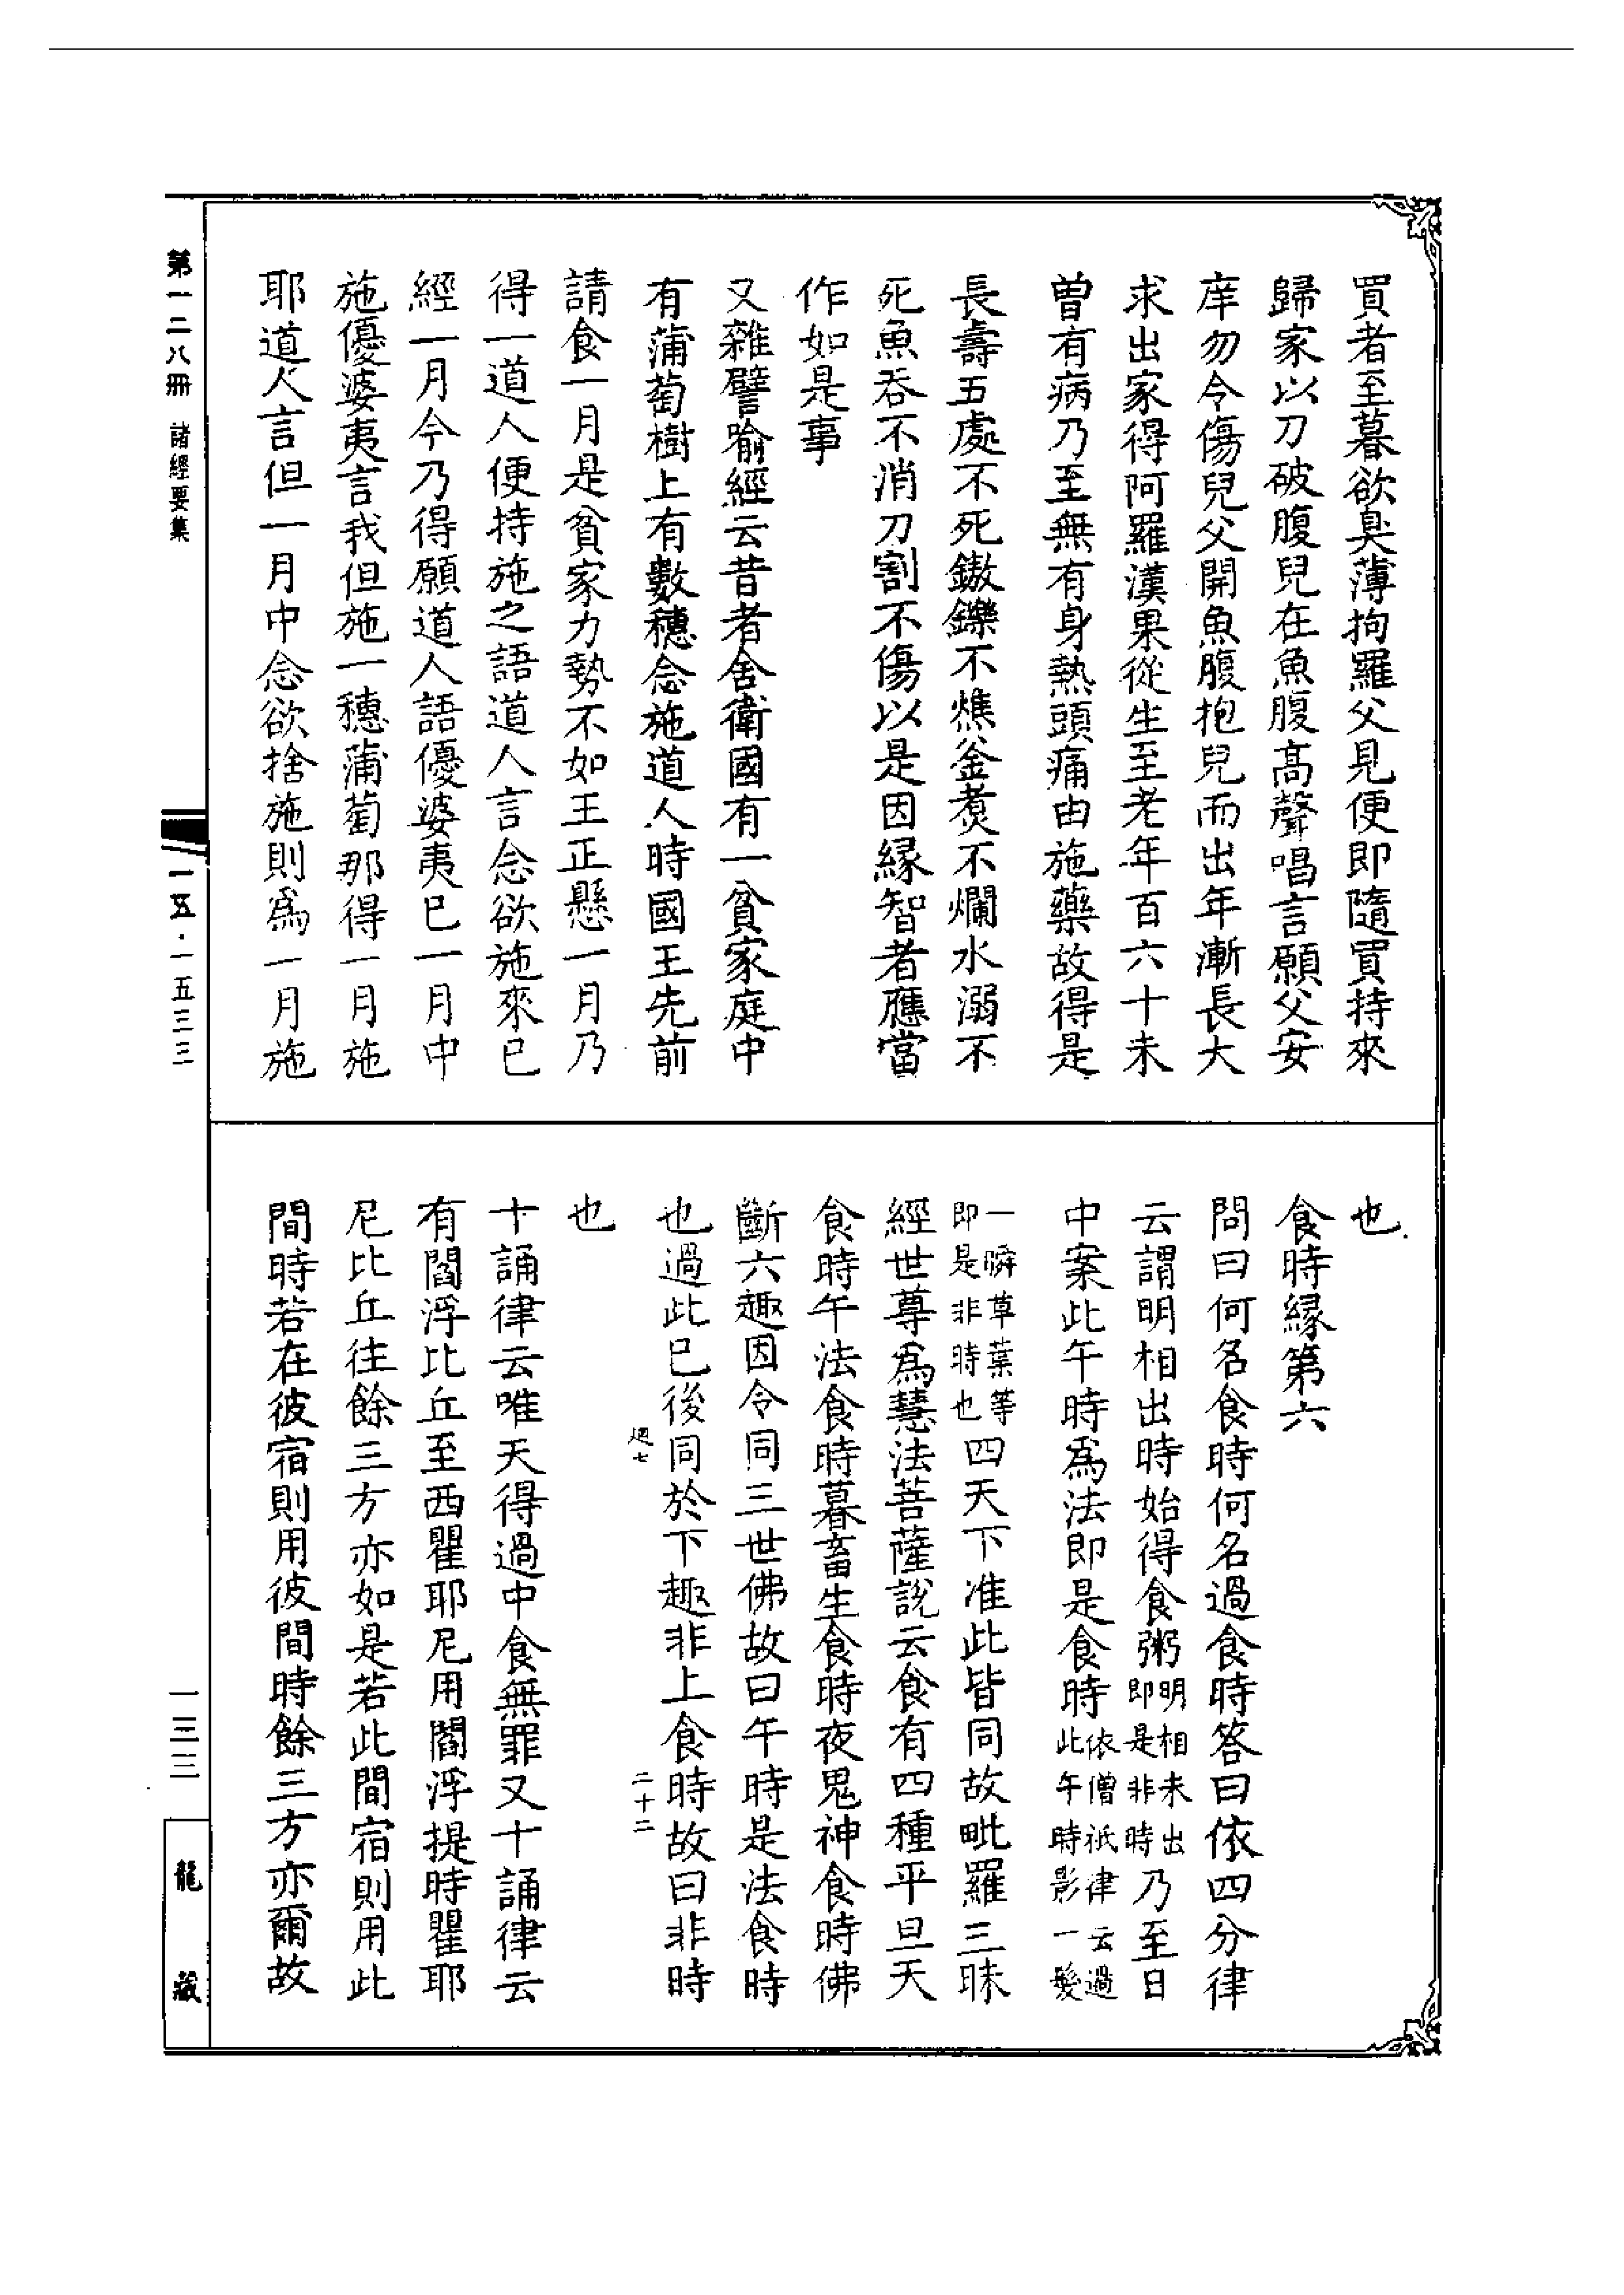 買者至暮欲臭薄拘羅父見便即隨買持來
歸家以刀破腹兒在魚腹高聲唱言願父安
庠勿令傷兒父開魚腹抱兒而出年漸長大
求出家得阿羅漢果從生至老年百六十未
曾有病乃至無有身熱頭痛由施藥故得是
長壽五處不死鏊鑠不燋釜煑不爛水溺不
死魚吞不消刀割不傷以是因緣智者應當
作如是事
又雜譬喻經云昔者舍衛國有一貧家庭中
有蒲萄樹上有數穗念施道人時國王先前
請食一月是貧家力勢不如王正懸一月乃
得一道人便持施之語道人言念欲施來已
經一月今乃得願道人語優婆夷已一月中
施優婆夷言我但施一穗蒲萄那得一月施
耶道人言但一月中念欲捨施則爲一月施
也
食時緣第六
問曰何名食時何名過食時答曰依四分律
云謂明相出時始得食粥明相未出即是非時乃至日
中案此午時爲法即是食時依僧祇律云過此午時影一髮
一瞬草葉等即是非時也四天下准此皆同故毗羅三昧
經世尊爲慧法菩薩說云食有四種平旦天
食時午法食時暮畜生食時夜鬼神食時佛
斷六趣因令同三世佛故曰午時是法食時
也過此已後同於下趣非上食時故曰非時
二十二
也
十誦律云唯天得過中食無罪又十誦律云
有閻浮比丘至西瞿耶尼用閻浮提時瞿耶
尼比丘往餘三方亦如是若此間宿則用此
間時若在彼宿則用彼間時餘三方亦爾故
第一二八冊 諸經要集
一五·一五三三
一三三
龍藏